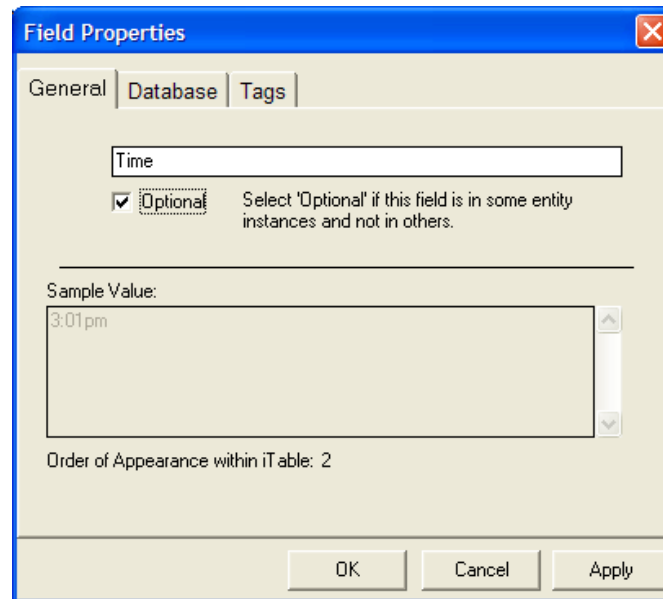 Field Properties
General Database Tags
Time
Optional
Select 'Optional' if this field is in some entity
instances and not in others.
Sample Value:
3:01pm
Order of Appearance within iTable: 2
OK Cancel Apply